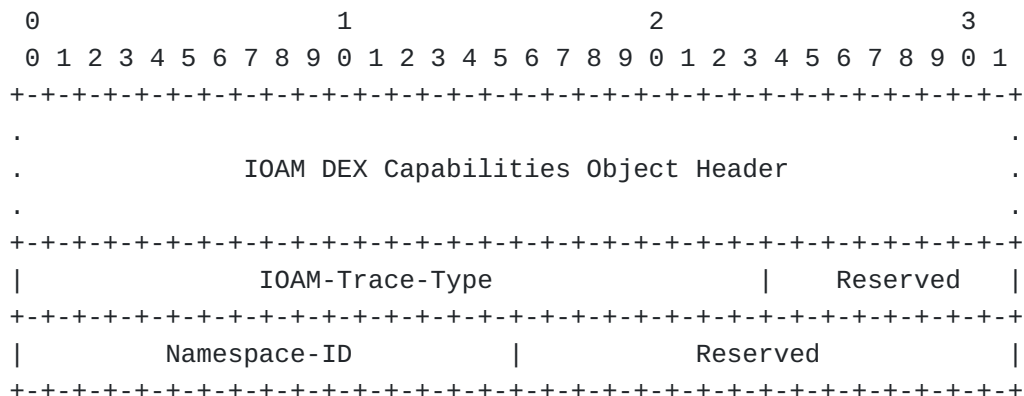 0                   1                   2                   3
 0 1 2 3 4 5 6 7 8 9 0 1 2 3 4 5 6 7 8 9 0 1 2 3 4 5 6 7 8 9 0 1
+-+-+-+-+-+-+-+-+-+-+-+-+-+-+-+-+-+-+-+-+-+-+-+-+-+-+-+-+-+-+-+-+
.                                                               .
.              IOAM DEX Capabilities Object Header              .
.                                                               .
+-+-+-+-+-+-+-+-+-+-+-+-+-+-+-+-+-+-+-+-+-+-+-+-+-+-+-+-+-+-+-+-+
|               IOAM-Trace-Type                 |    Reserved   |
+-+-+-+-+-+-+-+-+-+-+-+-+-+-+-+-+-+-+-+-+-+-+-+-+-+-+-+-+-+-+-+-+
|         Namespace-ID          |           Reserved            |
+-+-+-+-+-+-+-+-+-+-+-+-+-+-+-+-+-+-+-+-+-+-+-+-+-+-+-+-+-+-+-+-+